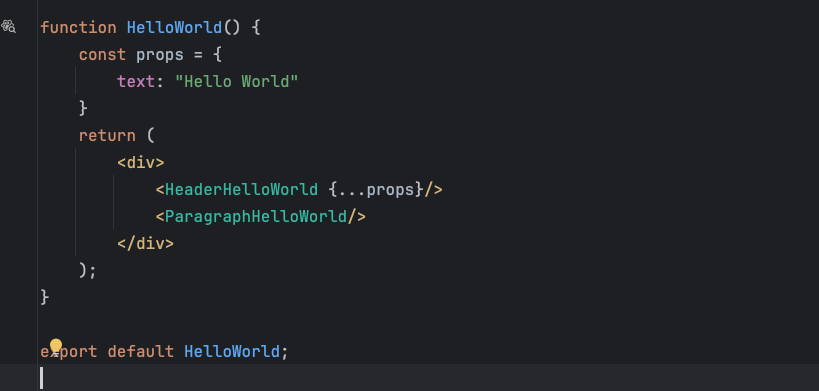 function HelloWorld() {
    const props = {
        text: "Hello World"
    }
    return (
        <div>
            <HeaderHelloWorld {...props}/>
            <ParagraphHelloWorld/>
        </div>
    );
}
export default HelloWorld;